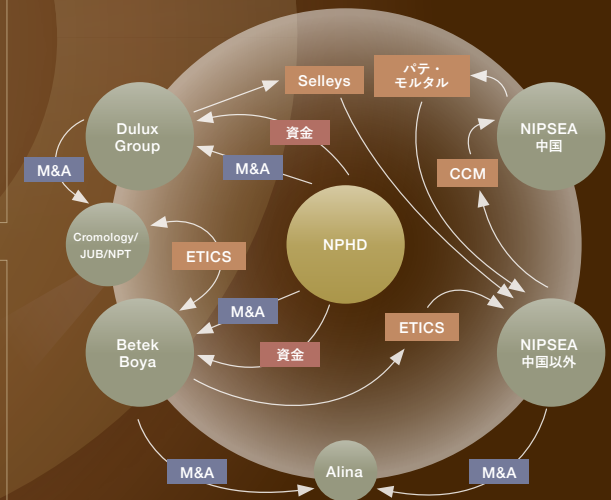 Selleys
パテ・
モルタル
Dulux
Group
資金
NIPSEA
中国
M&A
M&A
CCM
Cromology/
JUB/NPT
ETICS
NPHD
M&A
ETICS
Betek
Boya
資金
NIPSEA
中国以外
M&A
Alina
M&A